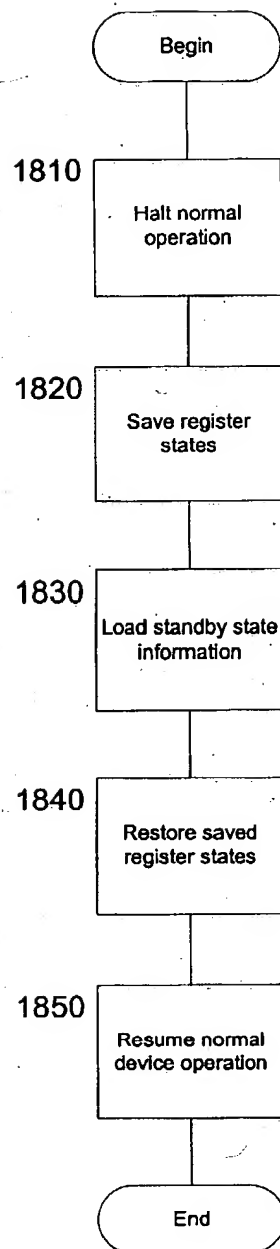 Begin
1810
Halt normal
operation
1820
Save register
states
1830
Load standby state
information
1840
Restore saved
register states
1850
Resume normal
device operation
End